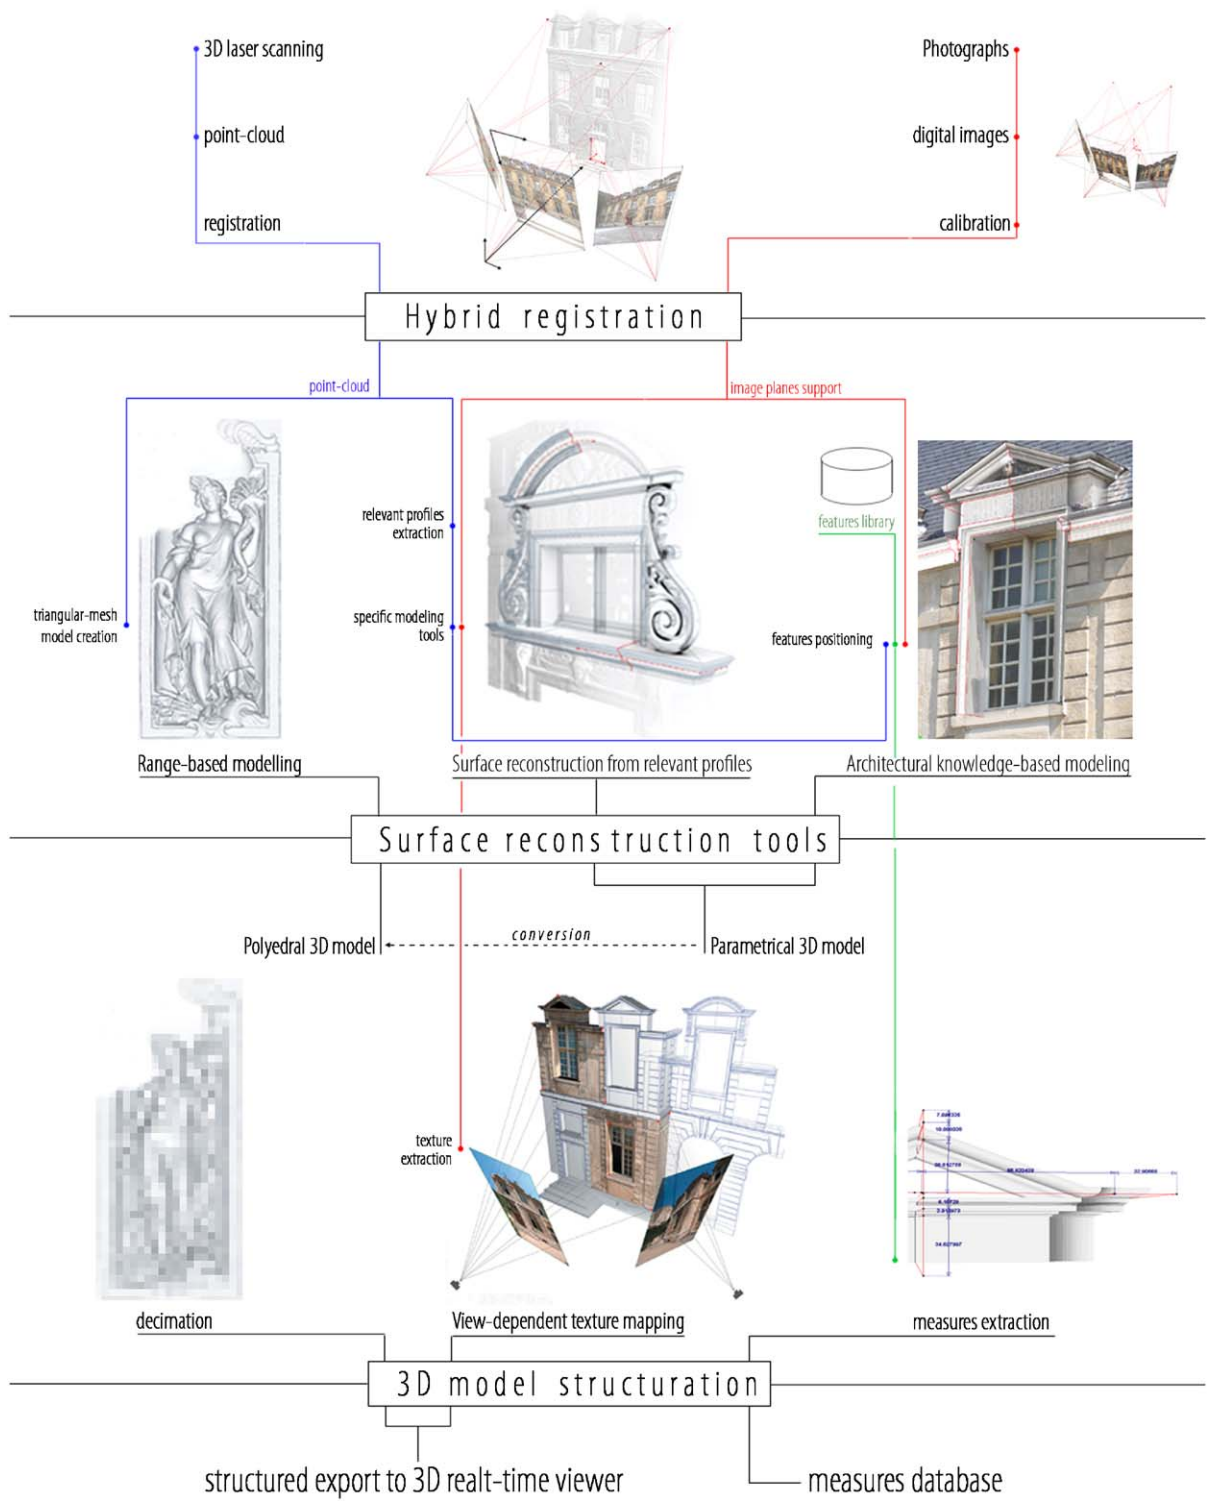 3D laser scanning
Photographs
point-cloud
digital images
registration
calibration
Hybrid registration
point-cloud
image planes support
relevant profiles
extraction
features library
triangular-mesh
model creation
specific modeling
tools
features positioning
Range-based modelling
Surface reconstruction from relevant profiles
Architectural knowledge-based modeling
Surface reconstruction tools
conversion
Polyedral 3D model
Parametrical 3D model
texture
extraction
decimation
View-dependent texture mapping
measures extraction
3D model structuration
structured export to 3D realt-time viewer
measures database